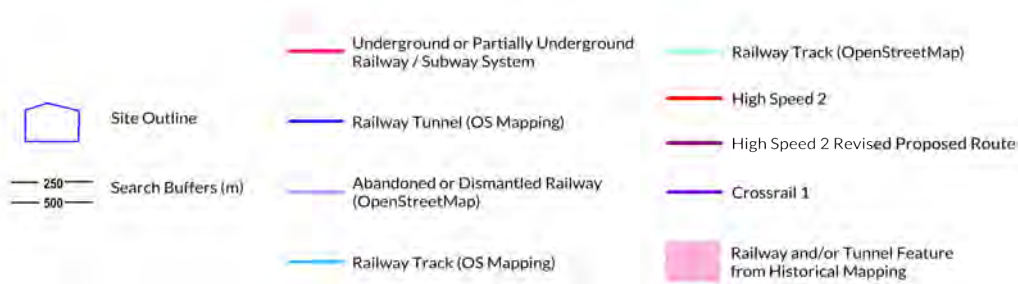 Site Outline
250
500
Search Buffers (m)
Underground or Partially Underground
Railway / Subway System
Railway Tunnel (OS Mapping)
Abandoned or Dismantled Railway
(OpenStreetMap)
Railway Track (OS Mapping)
Railway Track (OpenStreetMap)
High Speed 2
High Speed 2 Revised Proposed Route
Crossrail 1
Railway and/or Tunnel Feature
from Historical Mapping